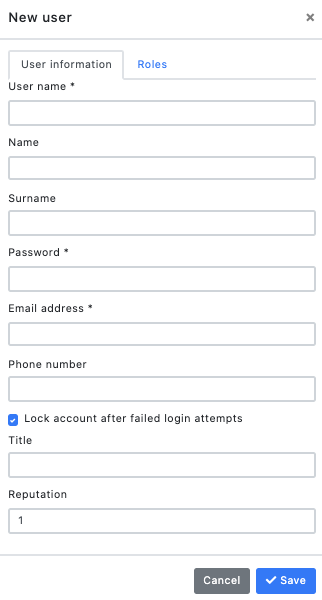 New user
×
User information Roles
User name *
Name
Surname
Password *
Email address *
Phone number
Lock account after failed login attempts
Title
Reputation
1
Cancel Save